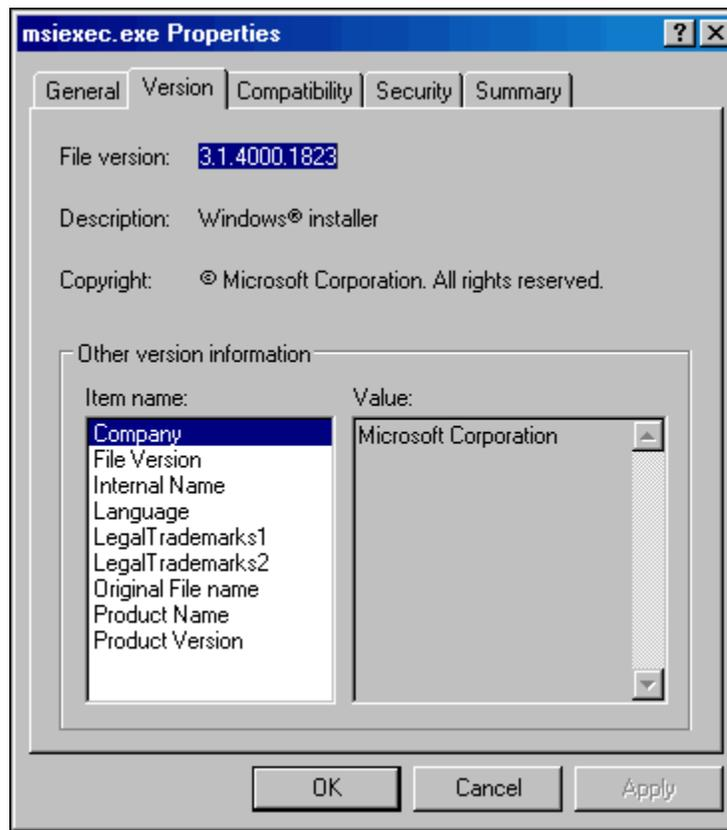 msiexec.exe Properties
General Version Compatibility Security Summary
File version: 3.1.4000.1823
Description: Windows® installer
Copyright: © Microsoft Corporation. All rights reserved.
Other version information
Item name: Value:
Company Microsoft Corporation
File Version
Internal Name
Language
LegalTrademarks1
LegalTrademarks2
Original File name
Product Name
Product Version
OK Cancel Apply